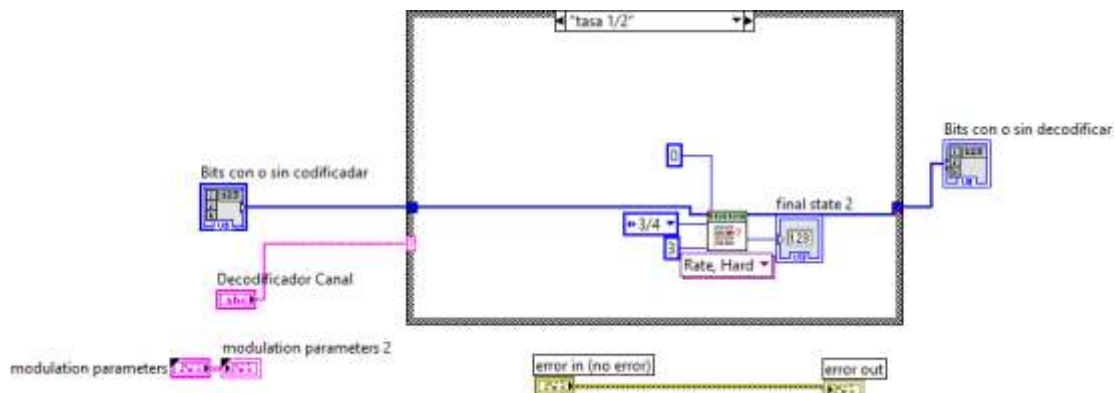 "tasa 1/2"
Bits con o sin decodificar
0
Bits con o sin codificadar
final state 2
3/4
3
Rate, Hard
Decodificador Canal
abc
modulation parameters 2
modulation parameters
error in (no error)
error out